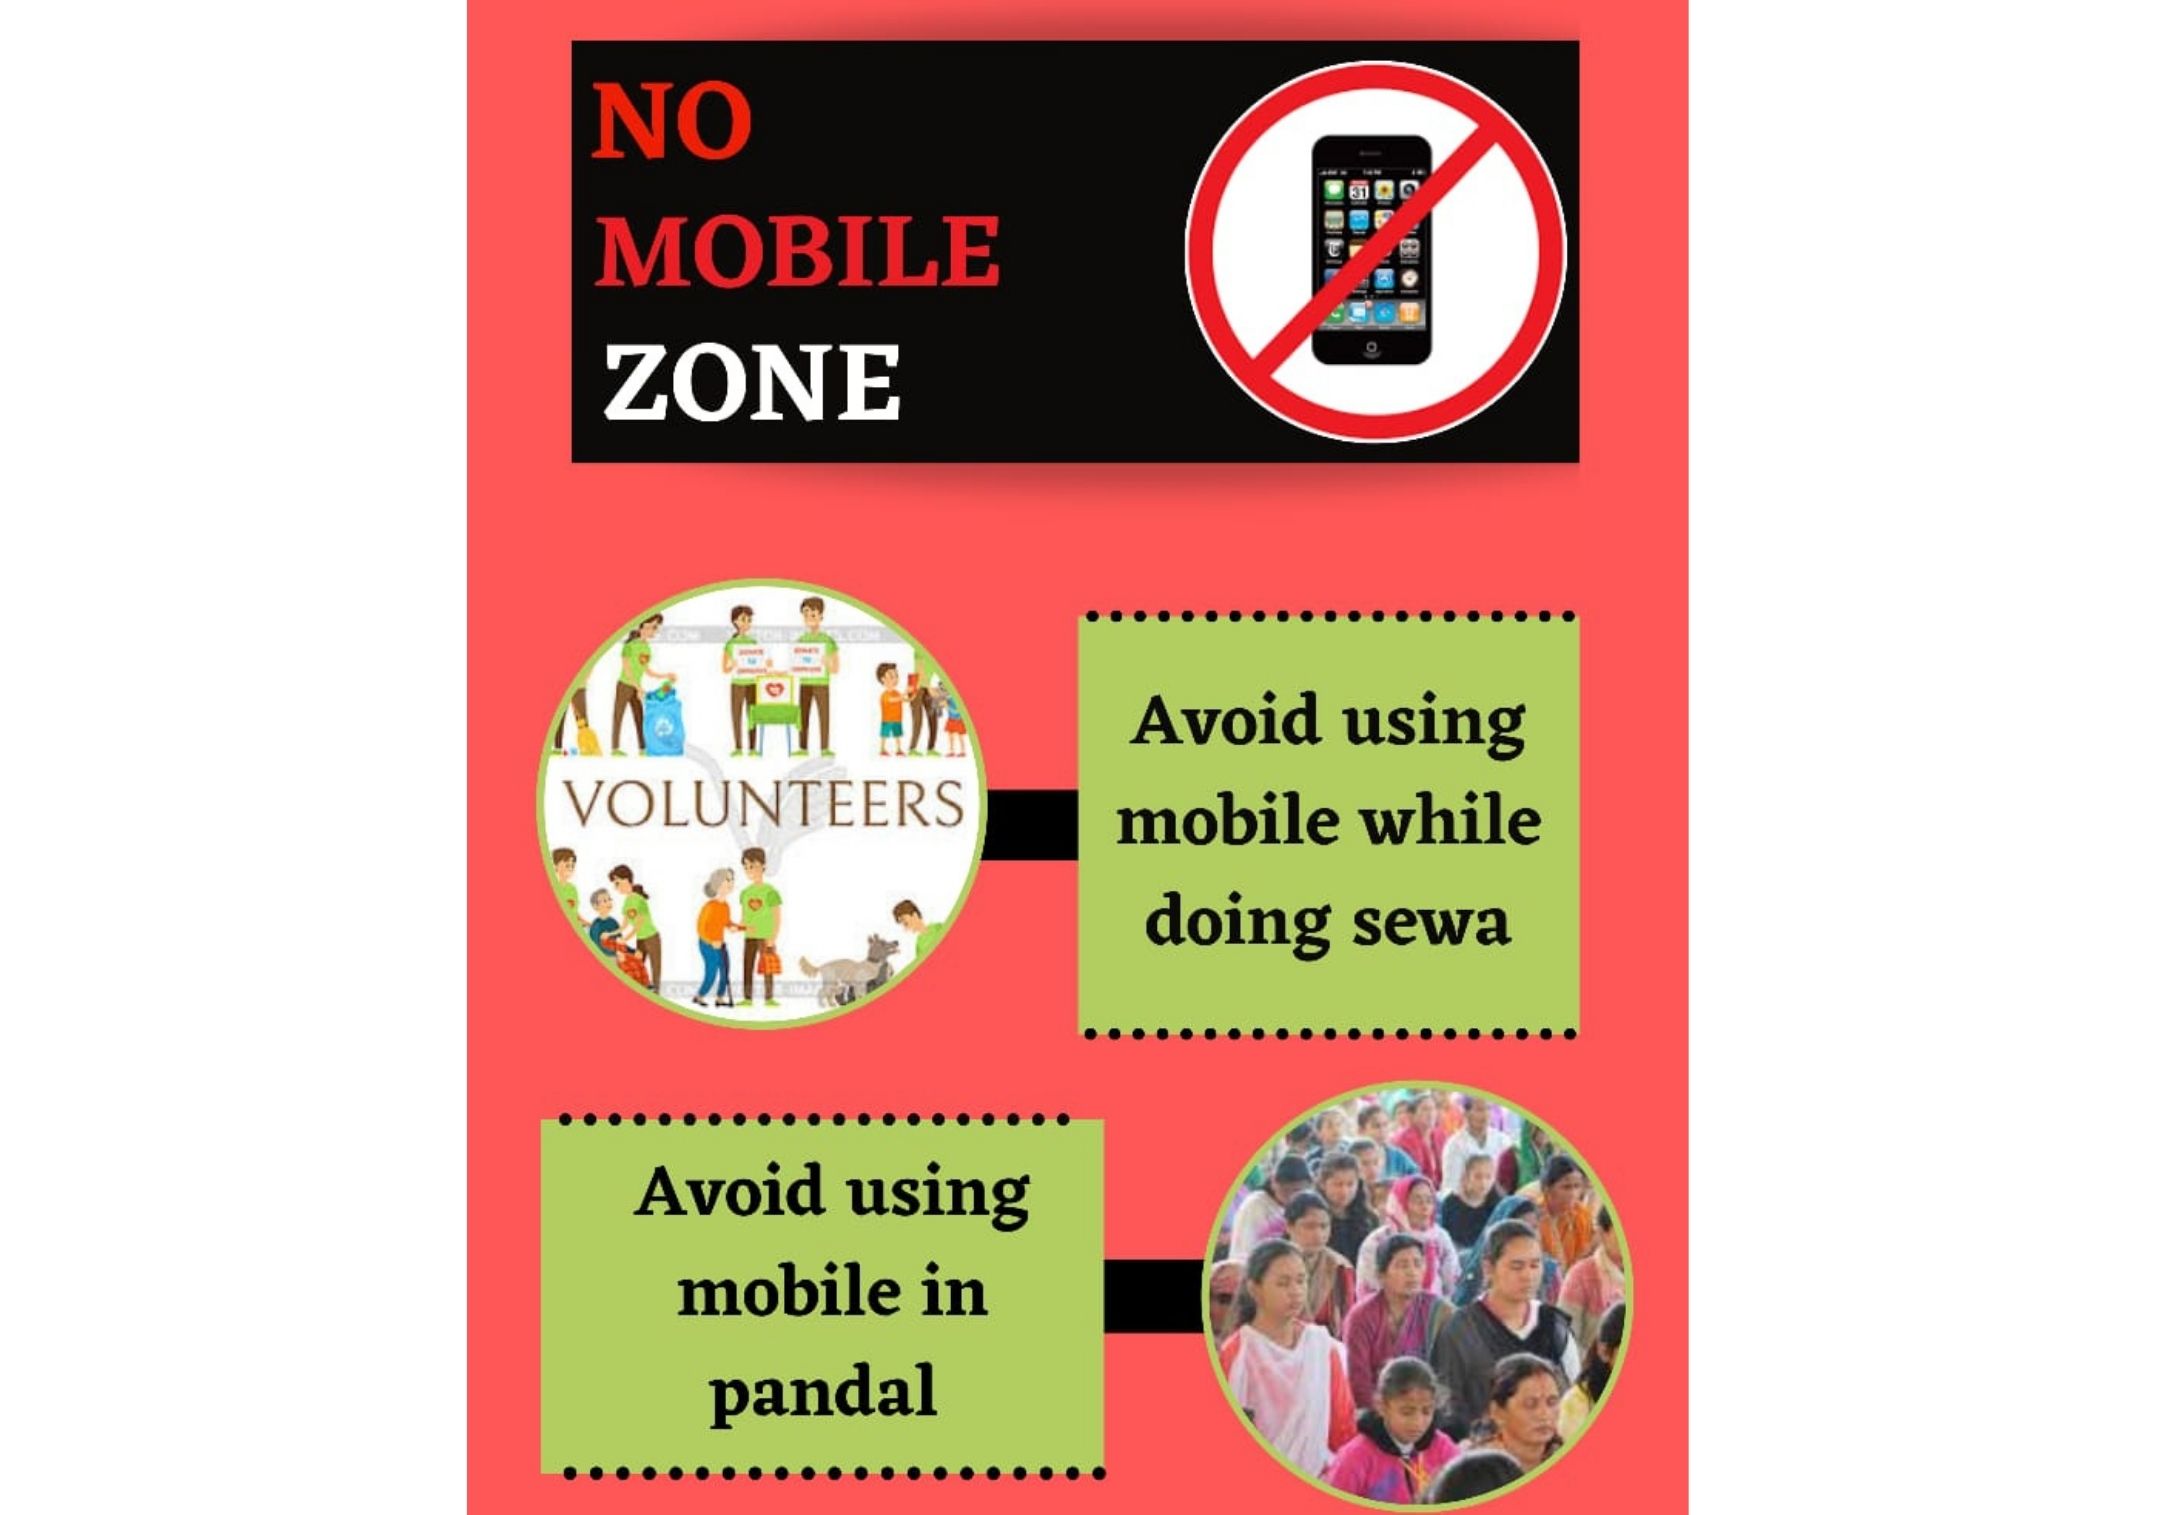 NO
MOBILE
ZONE
VOLUNTEERS
Avoid using
mobile while
doing sewa
Avoid using
mobile in
pandal